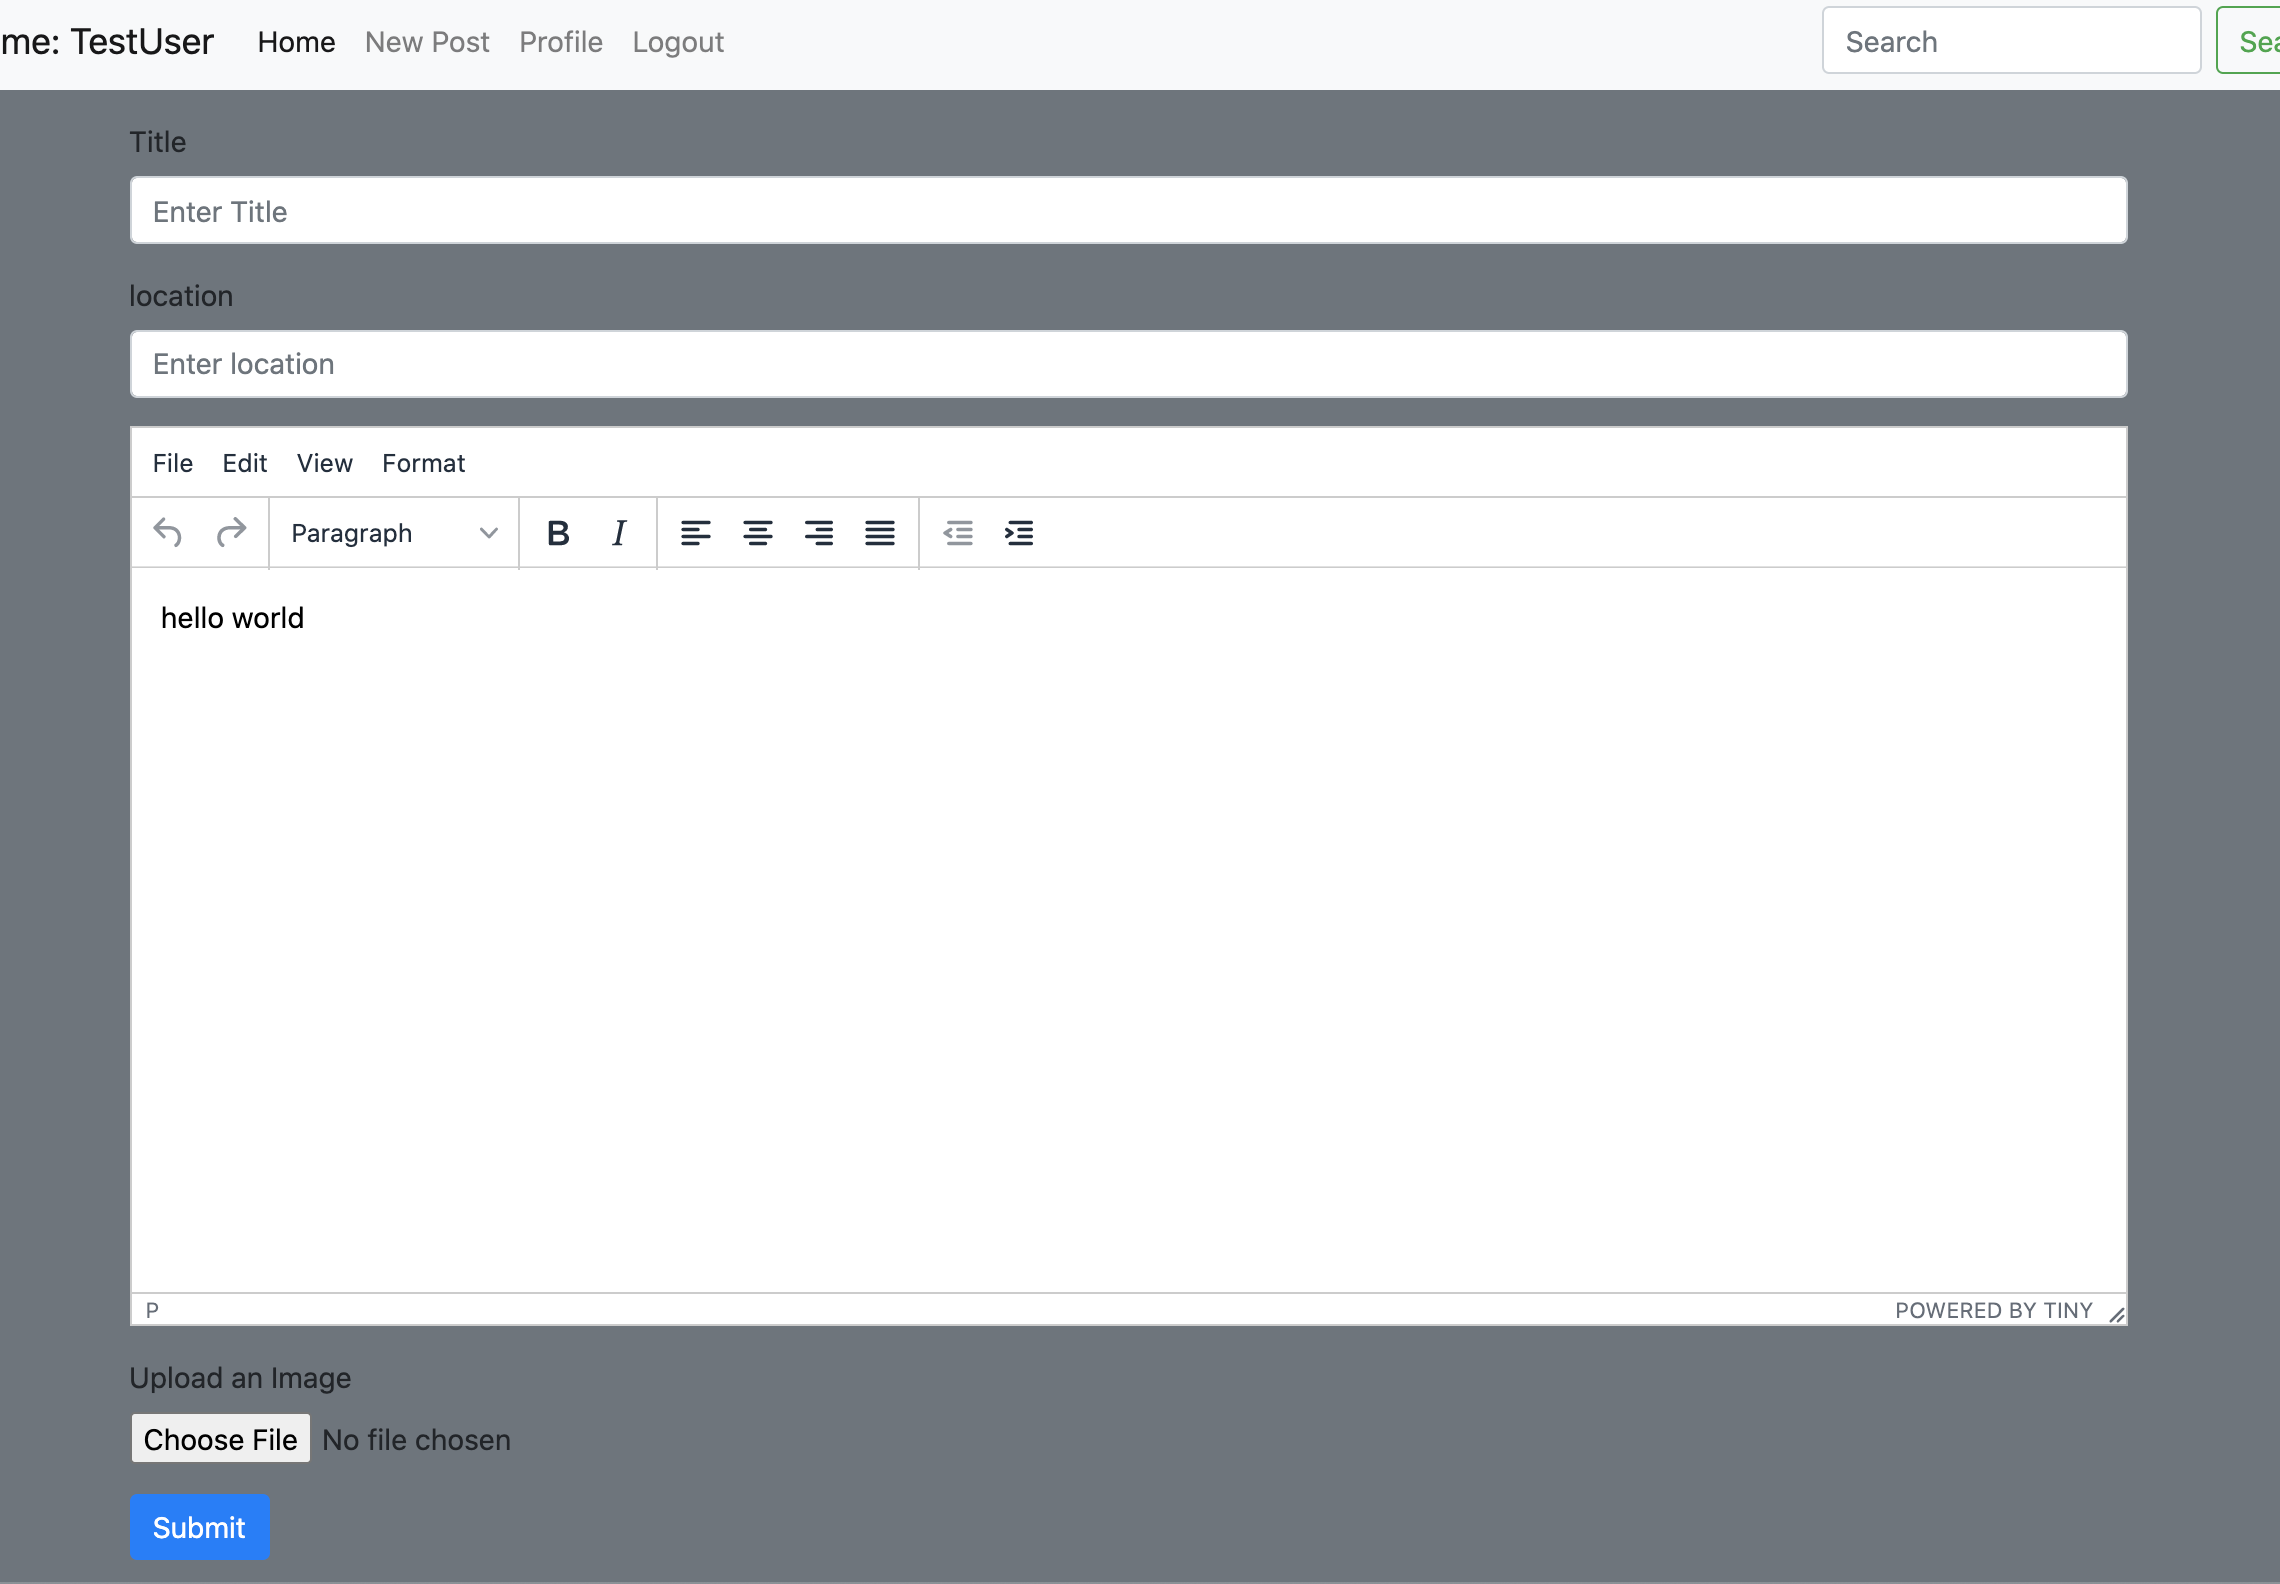 me: TestUser Home New Post Profile Logout Search Sea
Title
Enter Title
location
Enter location
File Edit View Format
Paragraph B I
hello world
P POWERED BY TINY
Upload an Image
Choose File No file chosen
Submit